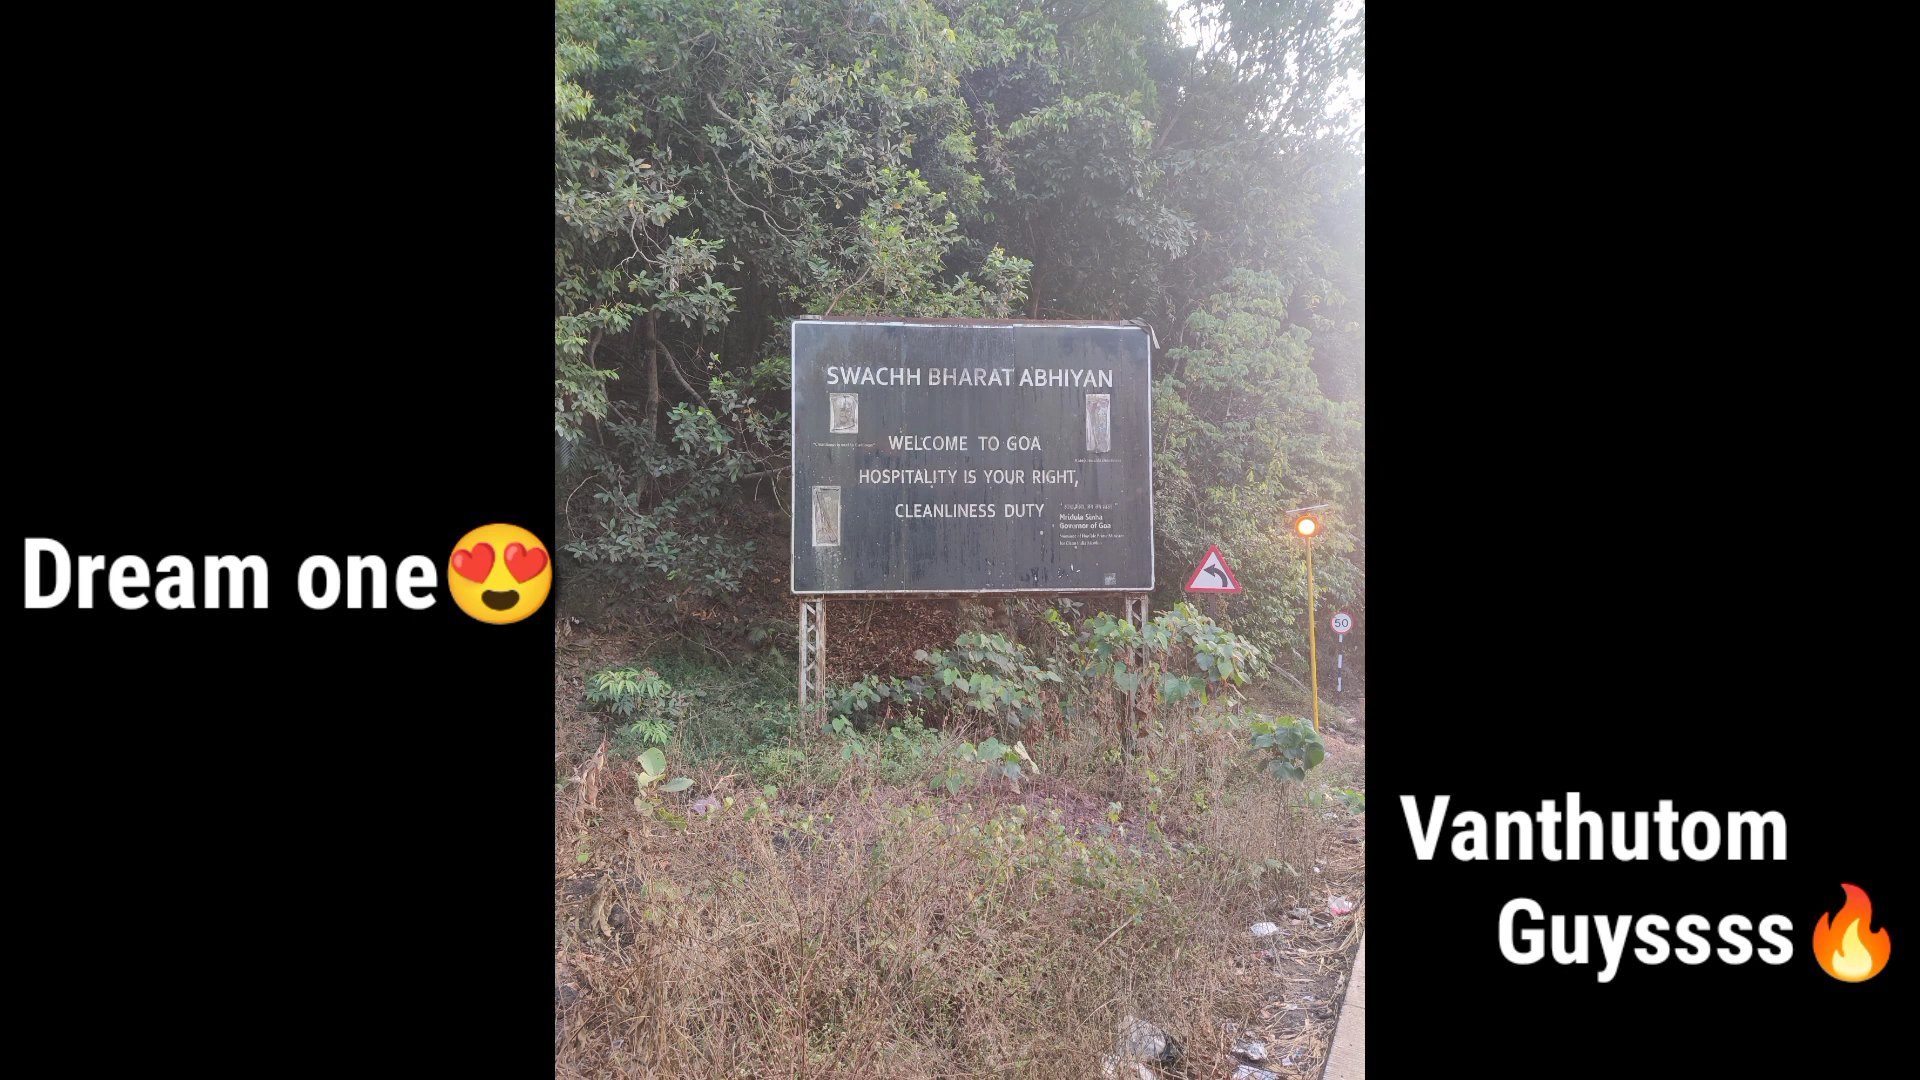 Dream one😍
SWACHH BHARAT ABHIYAN
WELCOME TO GOA
HOSPITALITY IS YOUR RIGHT,
CLEANLINESS DUTY
Mridula Sinha
Governor of Goa
50
Vanthutom
Guyssss🔥